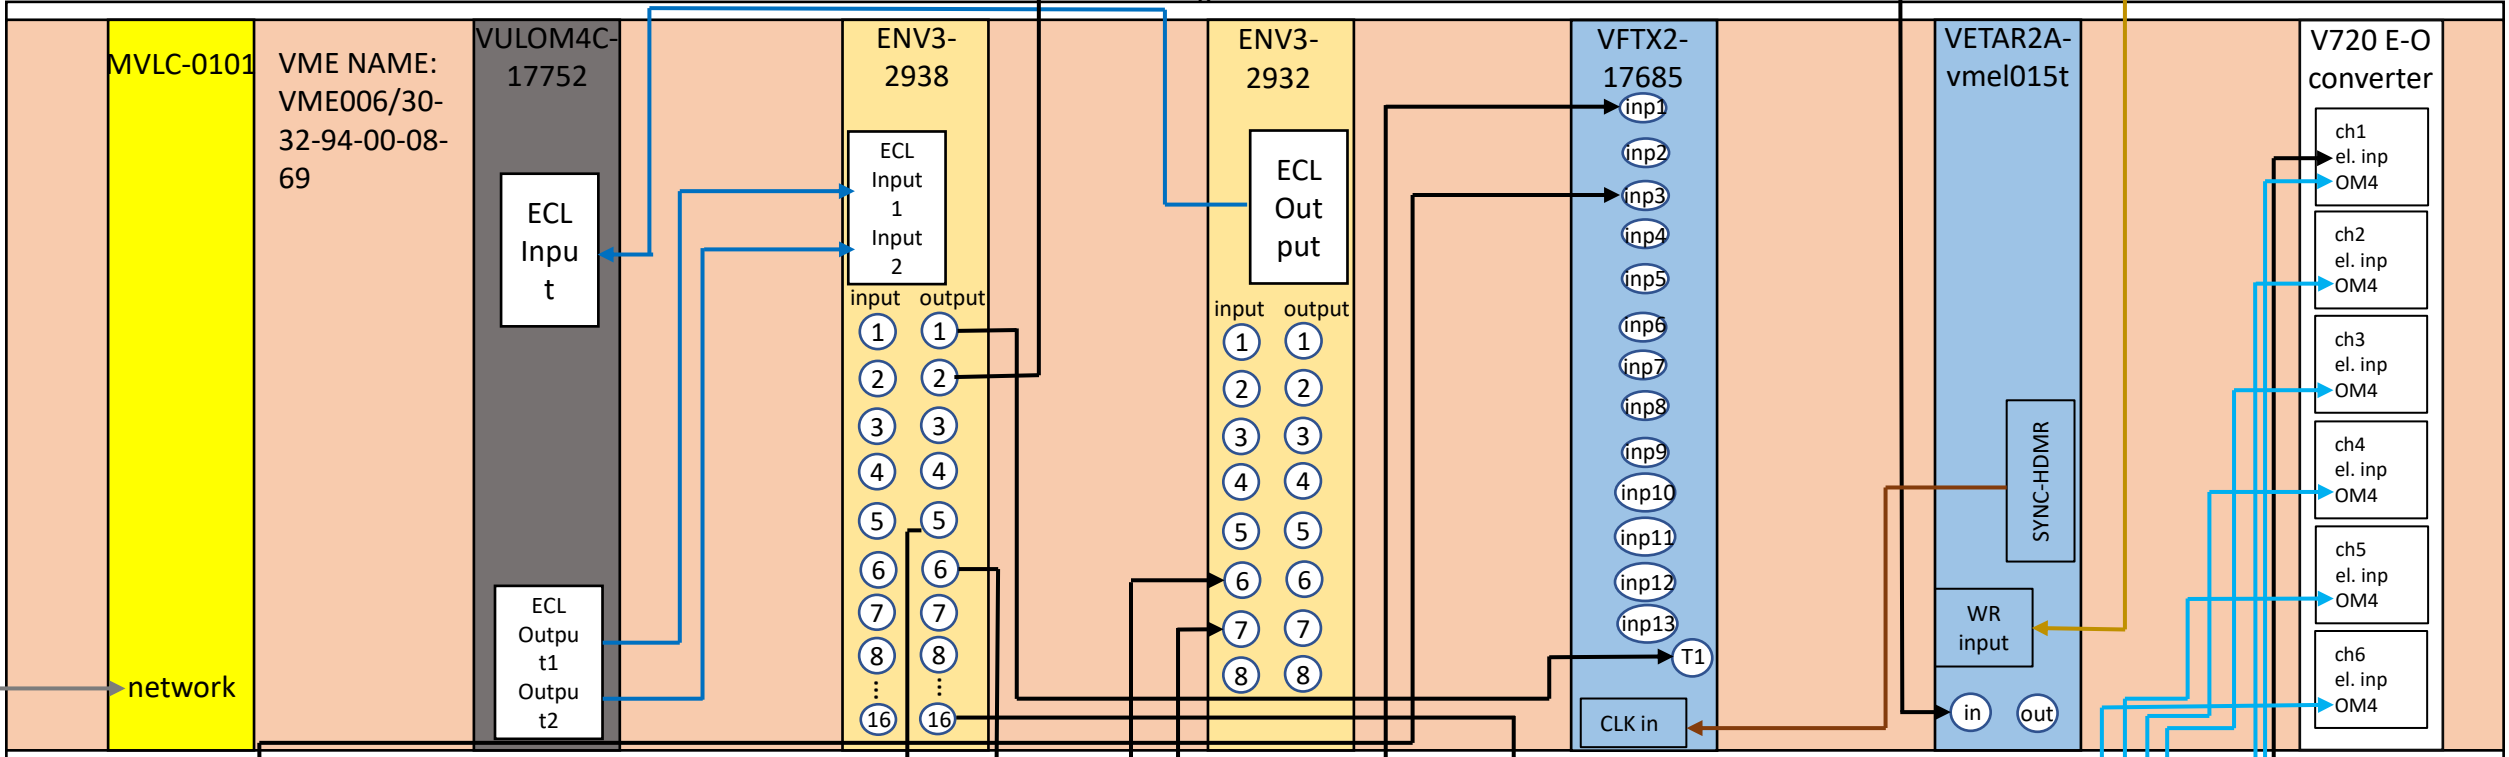 MVLC-0101
network
VME NAME:
VME006/30-
32-94-00-08-
69
VULOM4C-
17752
ECL
Inpu
t
ECL
Outpu
t1
Outpu
t2
ENV3-
2938
ECL
Input
1
Input
2
input output
1 1
2 2
3 3
4 4
5 5
6 6
7 7
8 8
16 16
ENV3-
2932
ECL
Out
put
input output
1 1
2 2
3 3
4 4
5 5
6 6
7 7
8 8
VFTX2-
17685
inp1
inp2
inp3
inp4
inp5
inp6
inp7
inp8
inp9
inp10
inp11
inp12
inp13
T1
CLK in
VETAR2A-
vmel015t
SYNC-HDMR
WR
input
in out
V720 E-O
converter
ch1
el. inp
OM4
ch2
el. inp
OM4
ch3
el. inp
OM4
ch4
el. inp
OM4
ch5
el. inp
OM4
ch6
el. inp
OM4